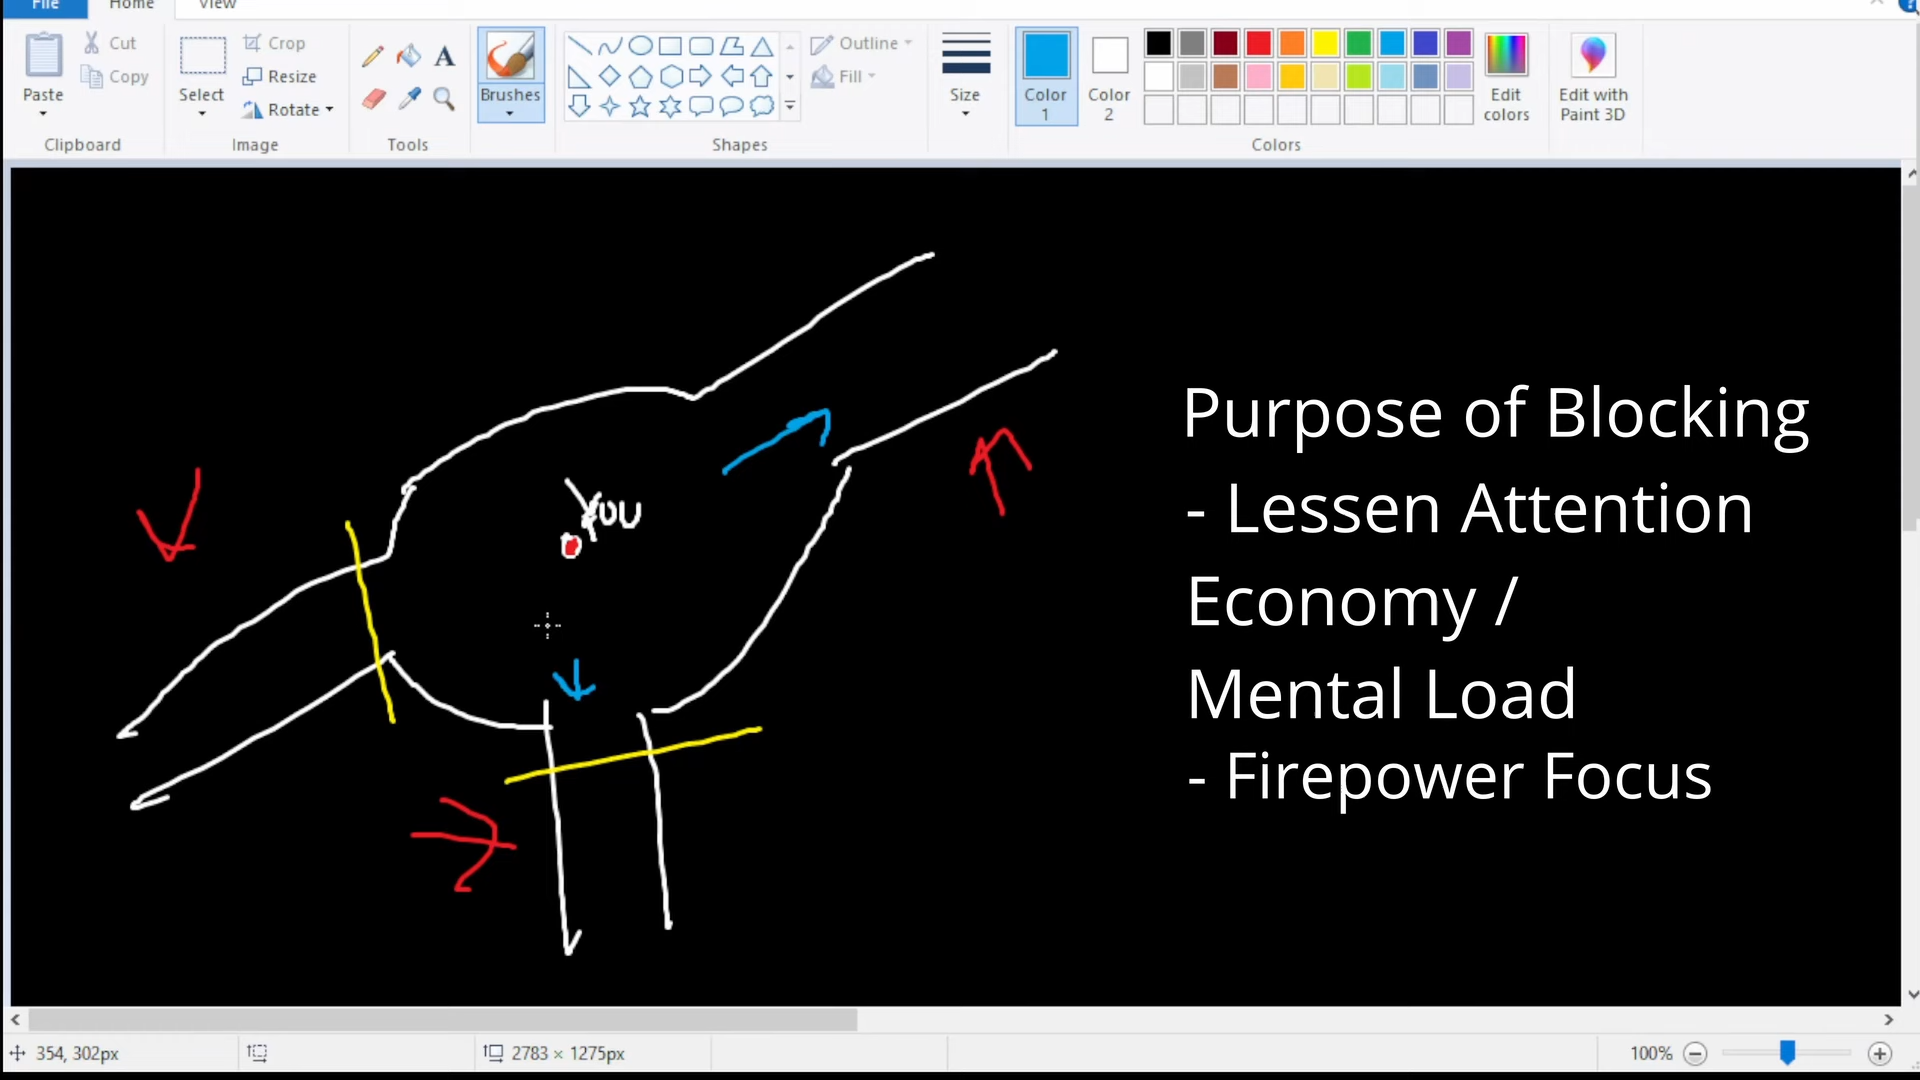 File Home View
Cut
Copy
Paste
Clipboard
Select
Crop
Resize
Rotate
Image
A
Tools
Brushes
Outline
Fill
Shapes
Size
Color 1
Color 2
Edit colors
Edit with Paint 3D
Colors
YOU
Purpose of Blocking
- Lessen Attention
Economy /
Mental Load
- Firepower Focus
354, 302px
2783 × 1275px
100%